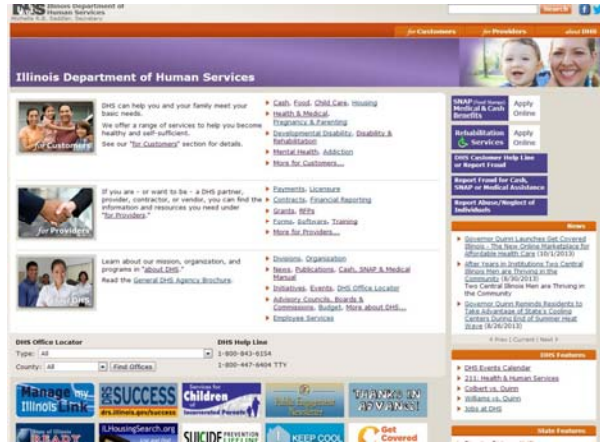 DHS Illinois Department of
Human Services
Michelle R.B. Saddler, Secretary
Search
for Customers
for Providers
about DHS
Illinois Department of Human Services
for Customers
DHS can help you and your family meet your
basic needs.
We offer a range of services to help you become
healthy and self-sufficient.
See our "for Customers" section for details.
Cash, Food, Child Care, Housing
Health & Medical,
Pregnancy & Parenting
Developmental Disability, Disability &
Rehabilitation
Mental Health, Addiction
More for Customers...
for Providers
If you are - or want to be - a DHS partner,
provider, contractor, or vendor, you can find the
information and resources you need under
"for Providers."
Payments, Licensure
Contracts, Financial Reporting
Grants, RFPs
Forms, Software, Training
More for Providers...
about DHS
Learn about our mission, organization, and
programs in "about DHS."
Read the General DHS Agency Brochure.
Divisions, Organization
News, Publications, Cash, SNAP & Medical
Manual
Initiatives, Events, DHS Office Locator
Advisory Councils, Boards &
Commissions, Budget, More about DHS...
Employee Services
DHS Office Locator
Type: All
County: All
Find Offices
DHS Help Line
1-800-843-6154
1-800-447-6404 TTY
SNAP (Food Stamps)
Medical & Cash
Benefits
Apply
Online
Rehabilitation
Services
Apply
Online
DHS Customer Help Line
or Report Fraud
Report Fraud for Cash,
SNAP or Medical Assistance
Report Abuse/Neglect of
Individuals
News
Governor Quinn Launches Get Covered
Illinois - The New Online Marketplace for
Affordable Health Care (10/1/2013)
After Years in Institutions Two Central
Illinois Men are Thriving in the
Community (8/30/2013)
Two Central Illinois Men are Thriving in
the Community
Governor Quinn Reminds Residents to
Take Advantage of State's Cooling
Centers During End of Summer Heat
Wave (8/26/2013)
Prev | Current | Next
DHS Features
DHS Events Calendar
211: Health & Human Services
Colbert vs. Quinn
Williams vs. Quinn
Jobs at DHS
State Features
Manage my
Illinois Link
SUCCESS
drs.illinois.gov/success
Services for
Children
of
Incarcerated Parents
Public Engagement
Newsletter
THANKS IN
ADVANCE!
READY
ILHousingSearch.org
SUICIDE PREVENTION
LIFELINE
KEEP COOL
Get
Covered